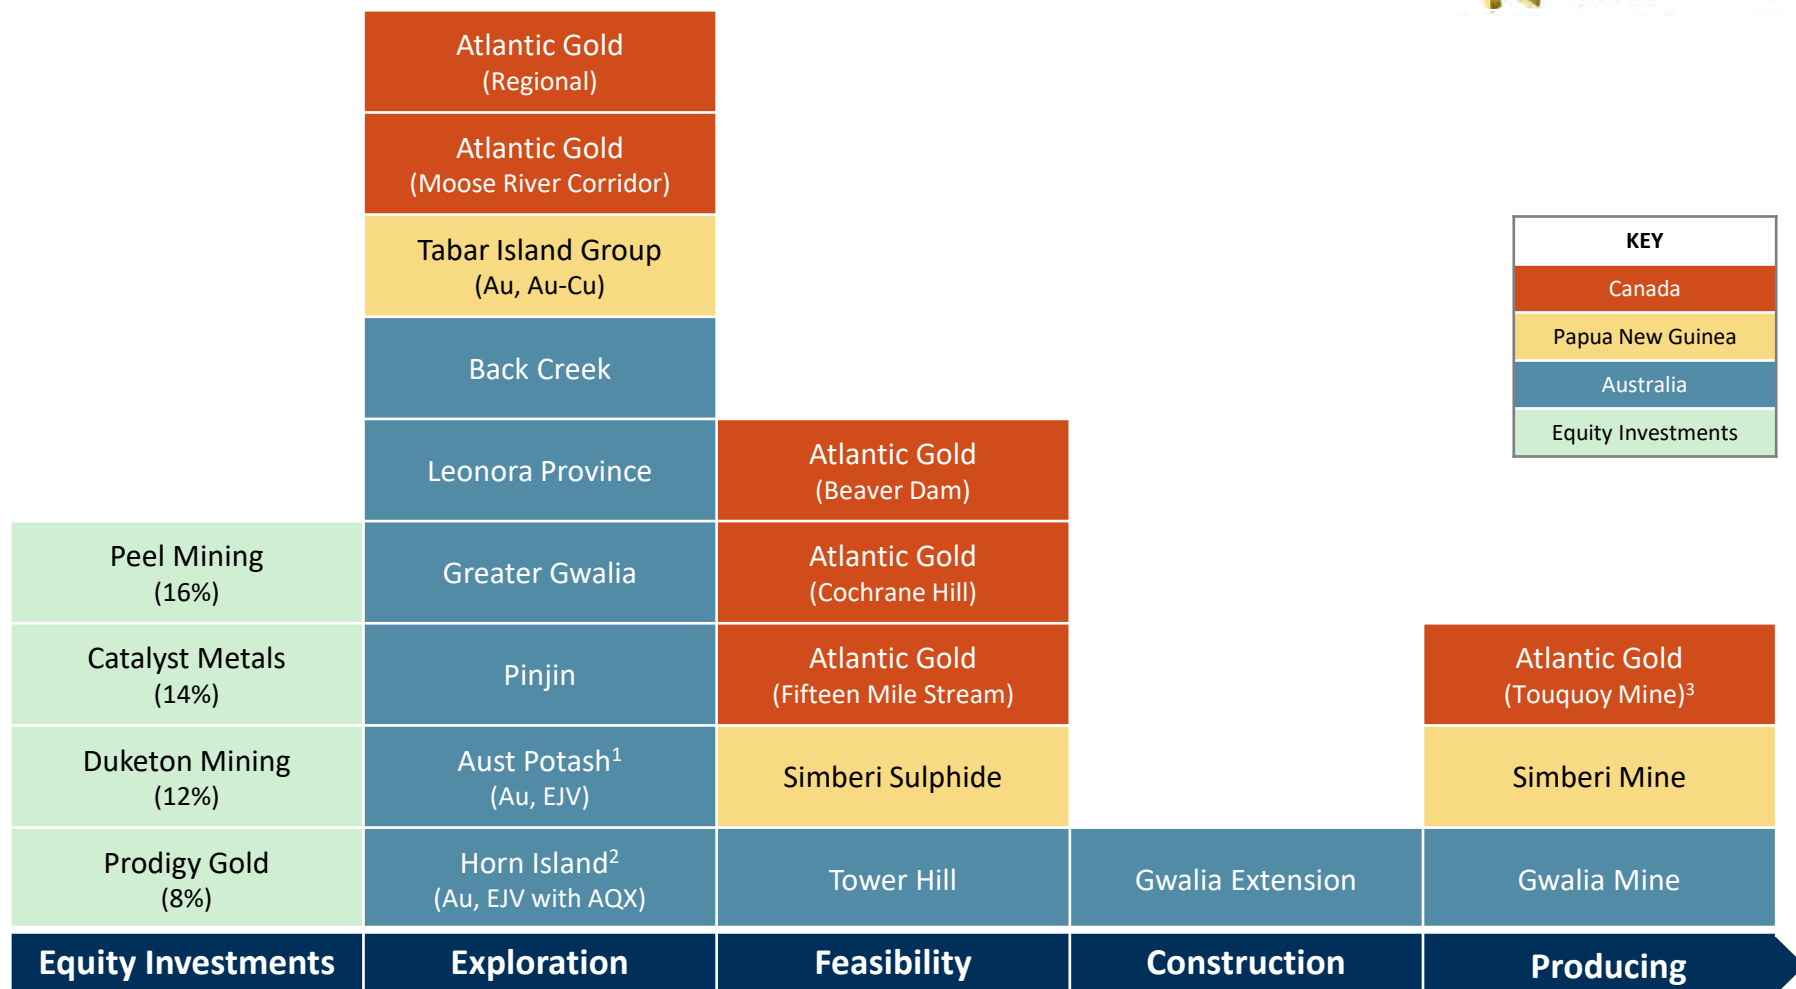 Atlantic Gold
(Regional)
Atlantic Gold
(Moose River Corridor)
Tabar Island Group
(Au, Au-Cu)
Back Creek
Leonora Province
Greater Gwalia
Pinjin
Aust Potash¹
(Au, EJV)
Horn Island²
(Au, EJV with AQX)
Peel Mining
(16%)
Catalyst Metals
(14%)
Duketon Mining
(12%)
Prodigy Gold
(8%)
Atlantic Gold
(Beaver Dam)
Atlantic Gold
(Cochrane Hill)
Atlantic Gold
(Fifteen Mile Stream)
Simberi Sulphide
Tower Hill
Gwalia Extension
Atlantic Gold
(Touquoy Mine)³
Simberi Mine
Gwalia Mine
KEY
Canada
Papua New Guinea
Australia
Equity Investments
Equity Investments
Exploration
Feasibility
Construction
Producing